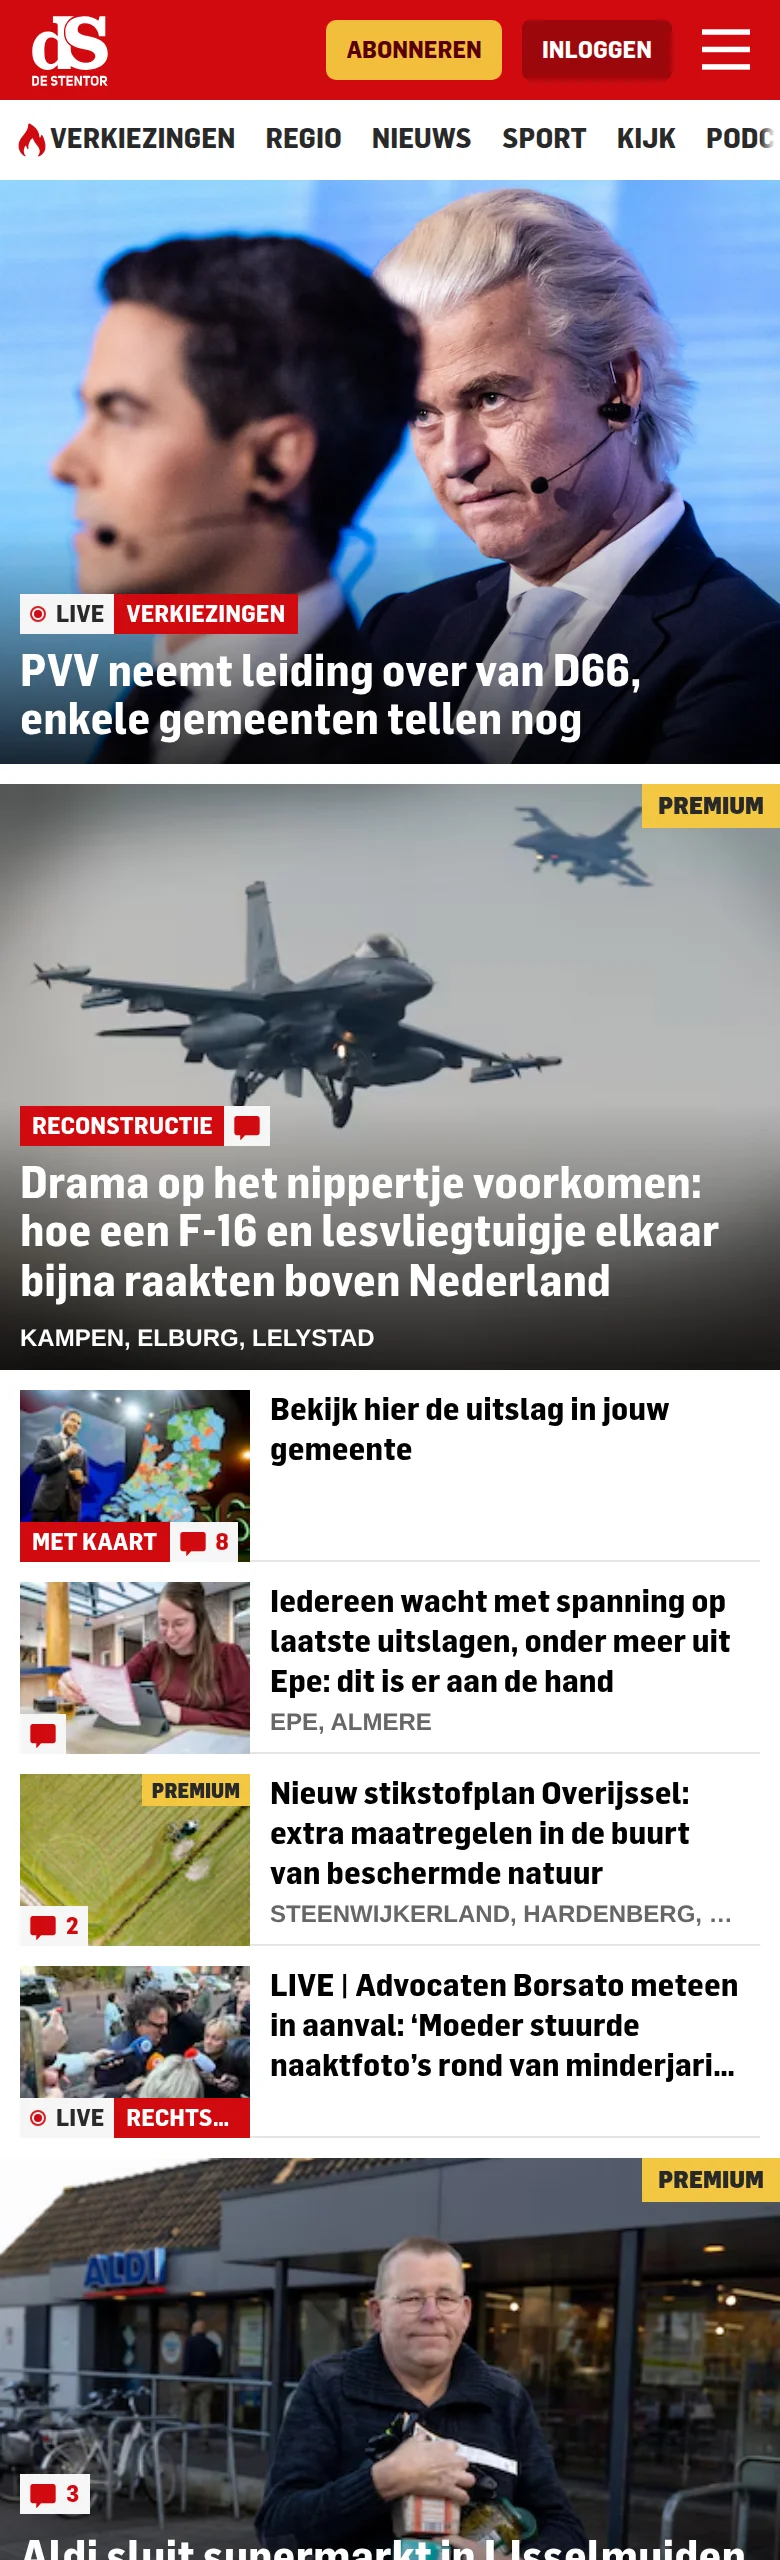 dS
DE STENTOR
ABONNEREN
INLOGGEN
VERKIEZINGEN REGIO NIEUWS SPORT KIJK PODC
LIVE VERKIEZINGEN
PVV neemt leiding over van D66,
enkele gemeenten tellen nog
PREMIUM
RECONSTRUCTIE
Drama op het nippertje voorkomen:
hoe een F-16 en lesvliegtuigje elkaar
bijna raakten boven Nederland
KAMPEN, ELBURG, LELYSTAD
MET KAART 8
Bekijk hier de uitslag in jouw
gemeente
Iedereen wacht met spanning op
laatste uitslagen, onder meer uit
Epe: dit is er aan de hand
EPE, ALMERE
PREMIUM
2
Nieuw stikstofplan Overijssel:
extra maatregelen in de buurt
van beschermde natuur
STEENWIJKERLAND, HARDENBERG, …
LIVE RECHTS...
LIVE | Advocaten Borsato meteen
in aanval: ‘Moeder stuurde
naaktfoto’s rond van minderjari...
PREMIUM
ALDI
3
Aldi sluit supermarkt in IJsselmuiden